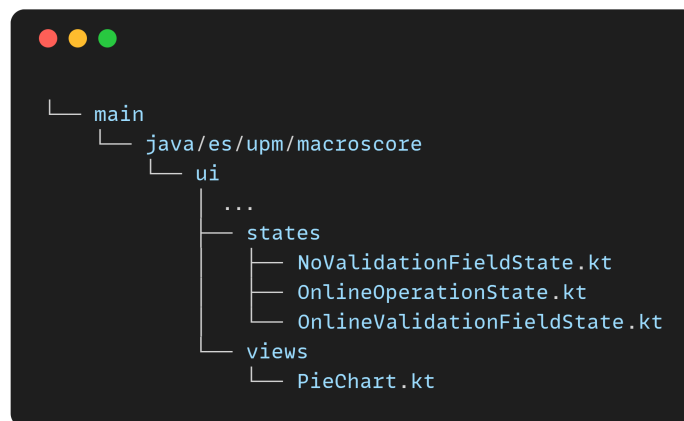 └── main
    └── java/es/upm/macroscore
        └── ui
            │ ...
            ├── states
            │   ├── NoValidationFieldState.kt
            │   ├── OnlineOperationState.kt
            │   └── OnlineValidationFieldState.kt
            └── views
                └── PieChart.kt